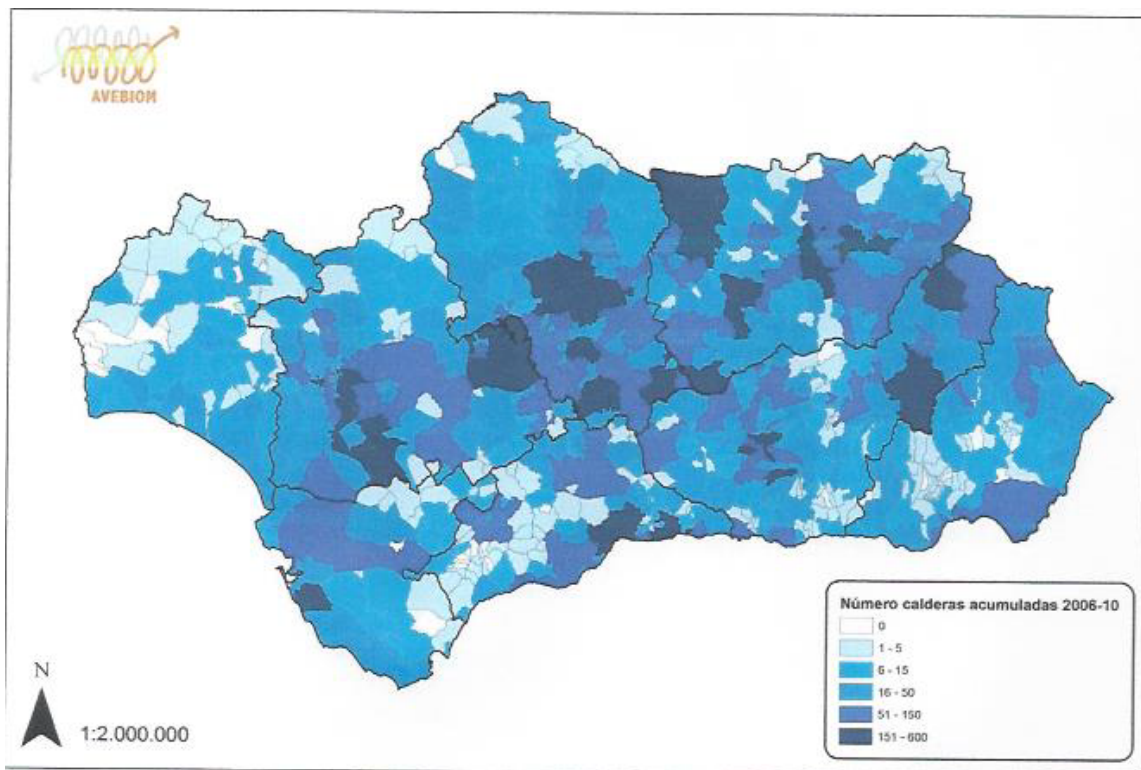 AVEBIOM
Número calderas acumuladas 2006-10
0
1 - 5
6 - 15
16 - 50
51 - 150
151 - 600
N
1:2.000.000